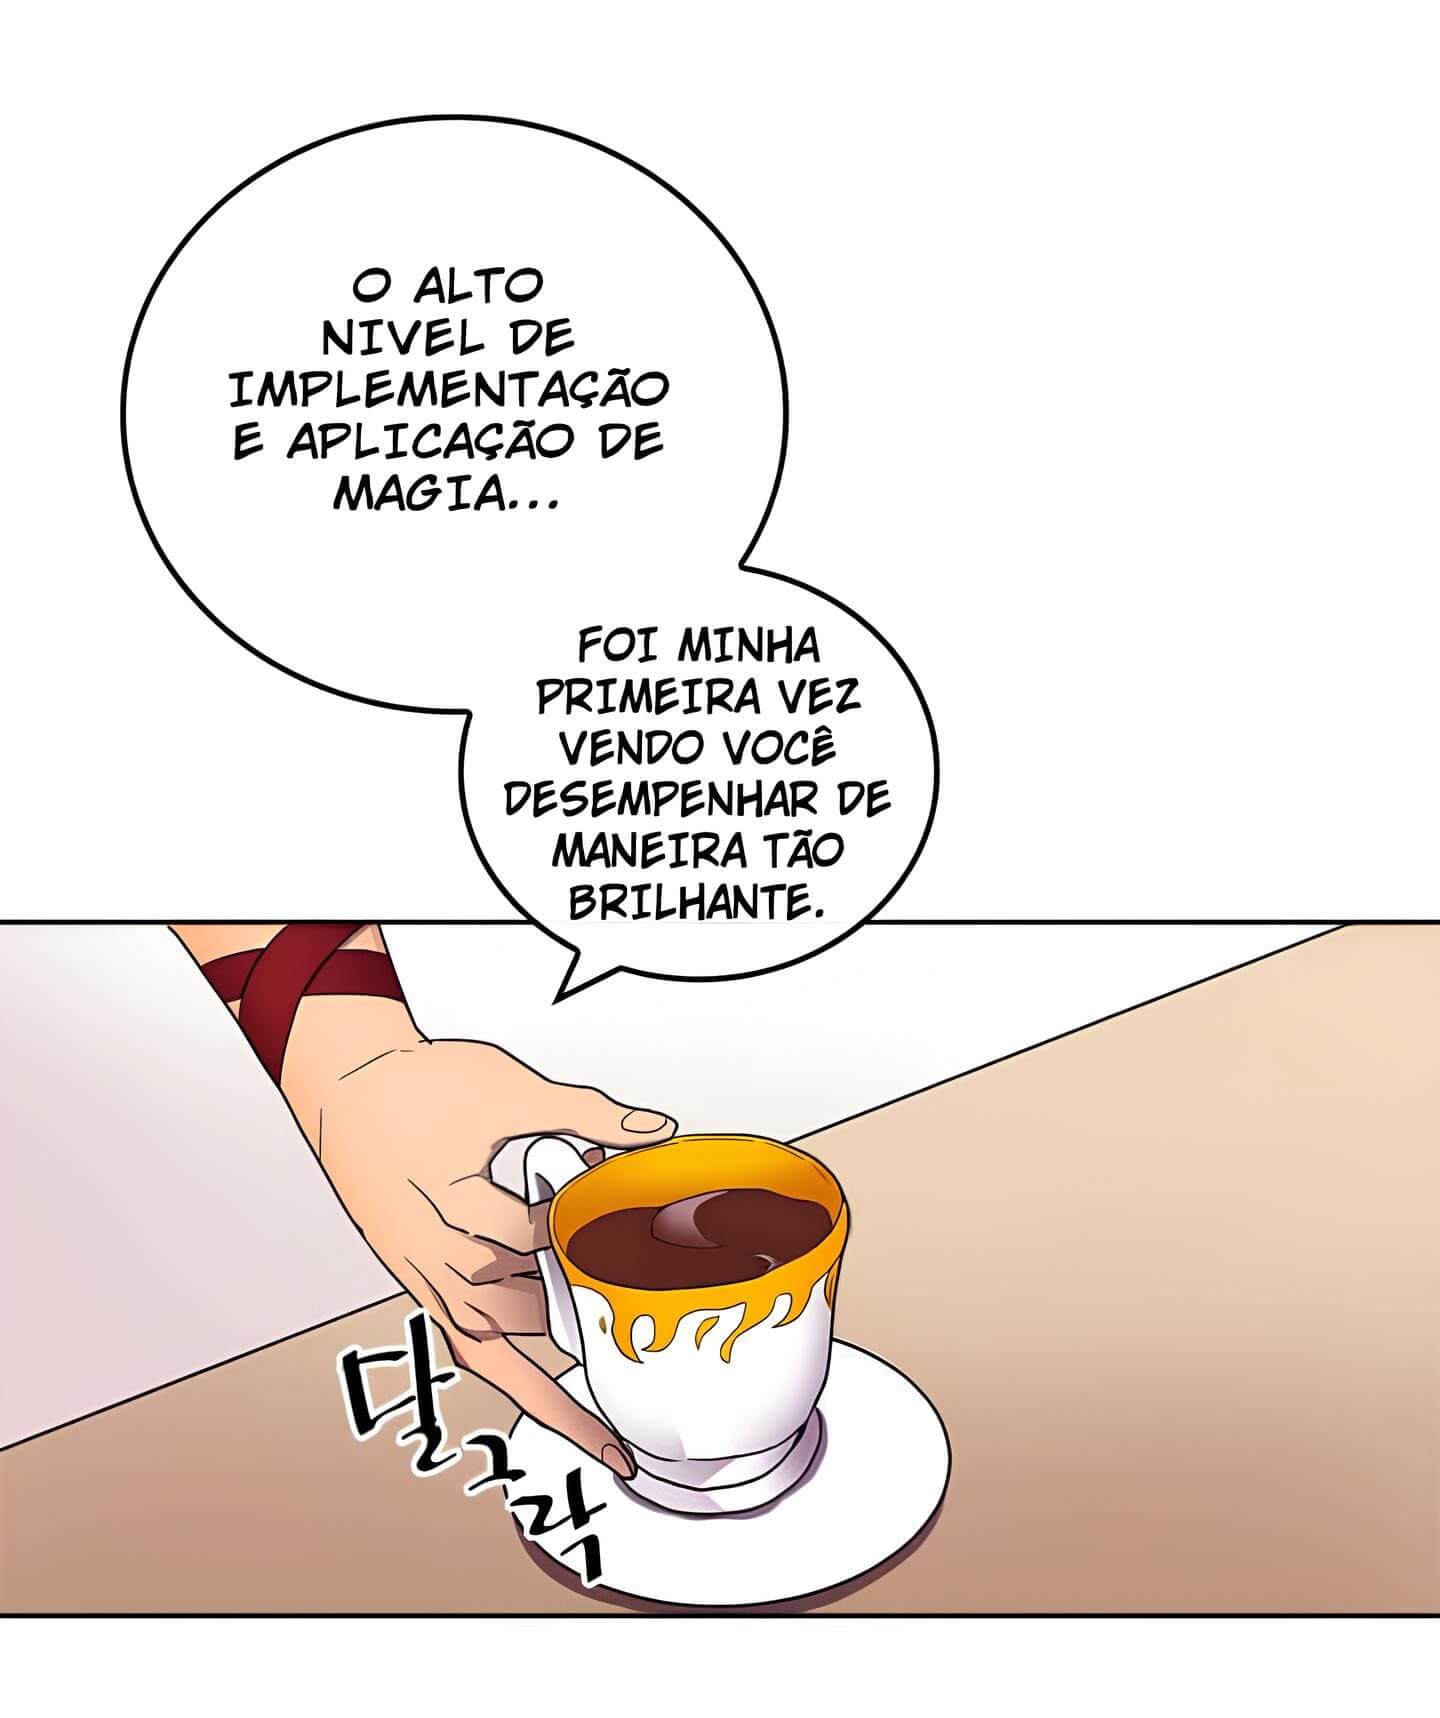 O ALTO
NIVEL DE
IMPLEMENTAÇÃO
E APLICAÇÃO DE
MAGIA...
FOI MINHA
PRIMEIRA VEZ
VENDO VOCÊ
DESEMPENHAR DE
MANEIRA TÃO
BRILHANTE.
달그락